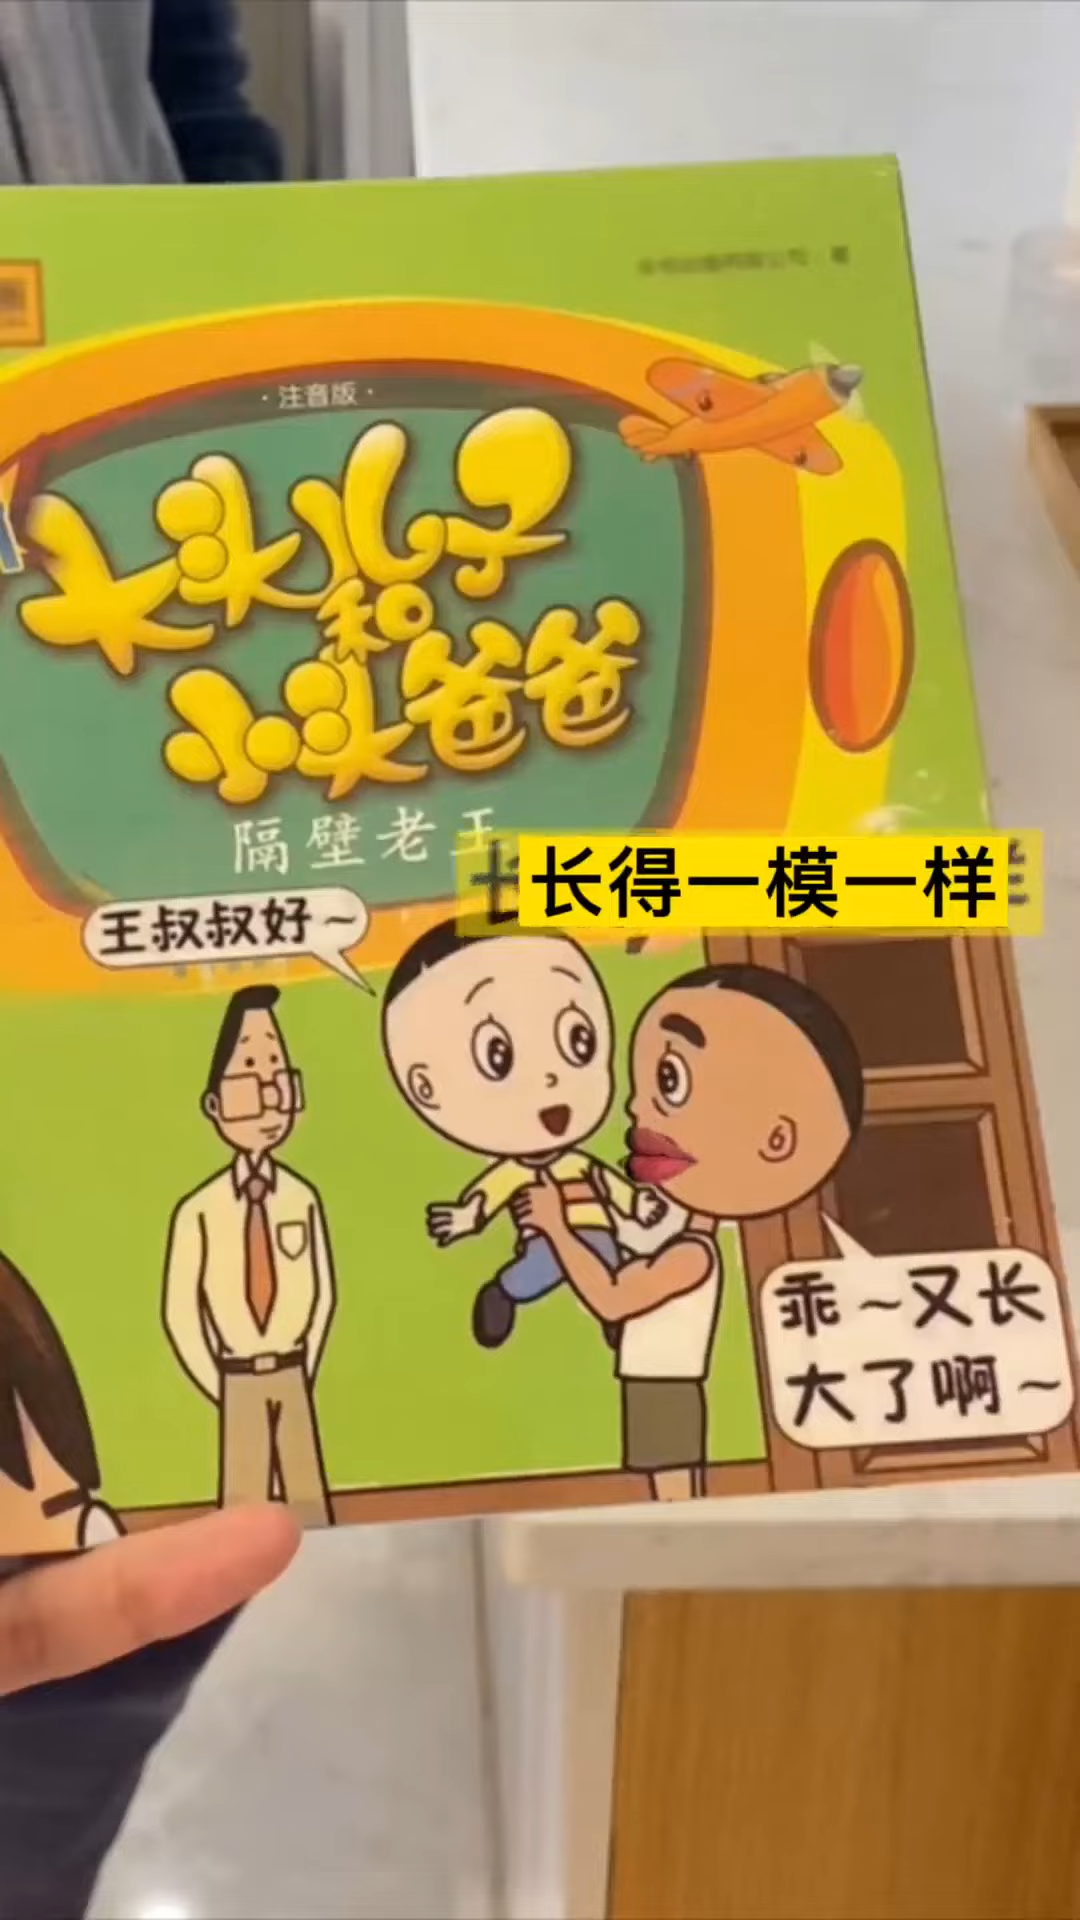 ·注音版·
大头儿子
和
小头爸爸
隔壁老王
长得一模一样
王叔叔好～
乖～又长
大了啊～